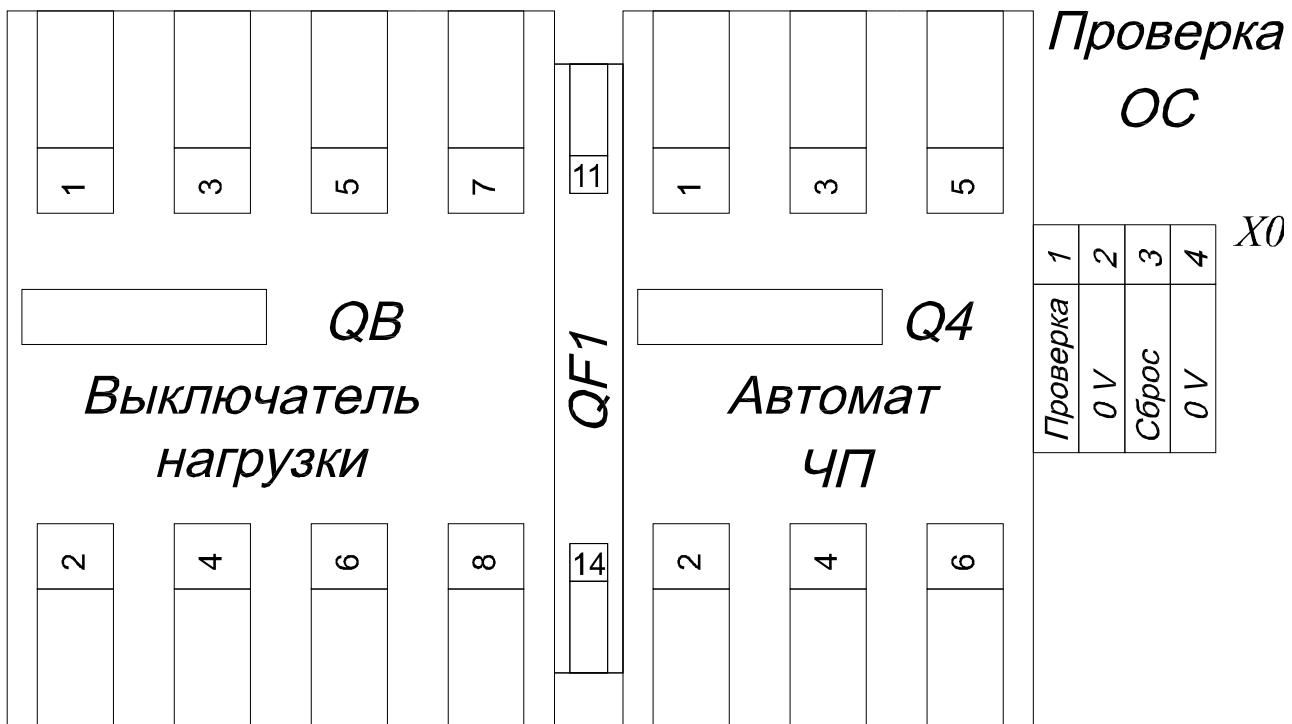 Проверка
ОС
1 3 5 7 11 1 3 5
X0
1 2 3 4
QB QF1 Q4
Проверка 0 V Сброс 0 V
Выключатель
нагрузки
Автомат
ЧП
2 4 6 8 14 2 4 6